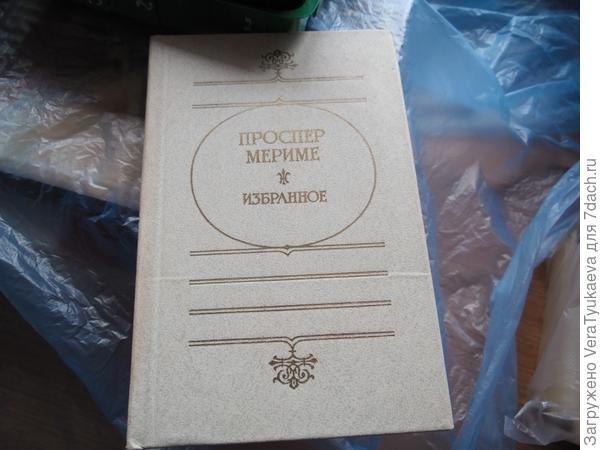 ПРОСПЕР
МЕРИМЕ
ИЗБРАННОЕ
Загружено VeraTyukaeva для 7dach.ru